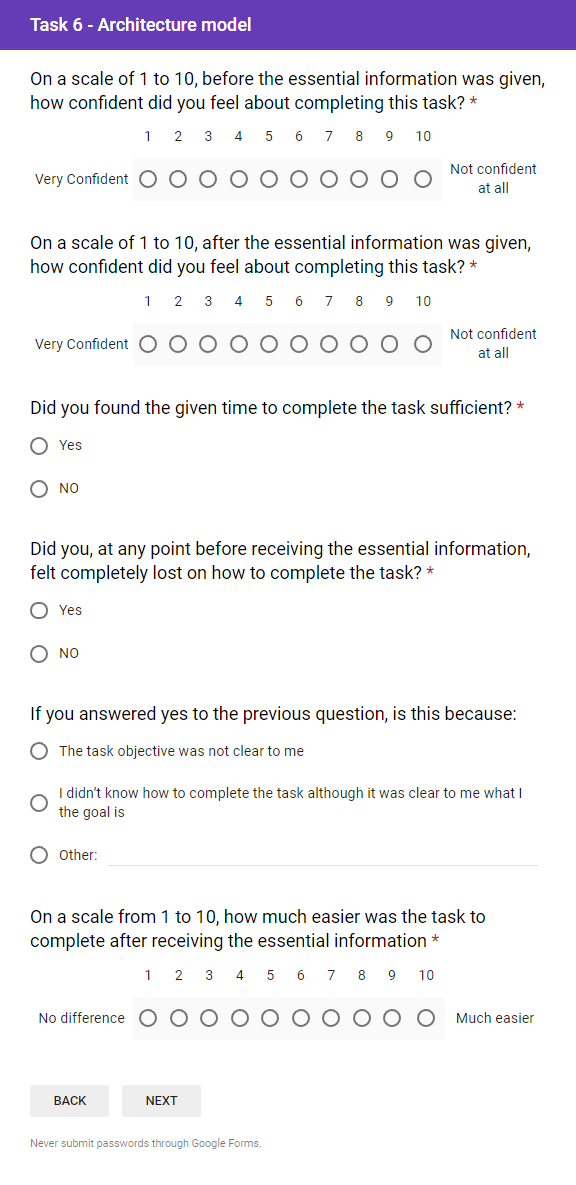 Task 6 - Architecture model
On a scale of 1 to 10, before the essential information was given,
how confident did you feel about completing this task? *
1 2 3 4 5 6 7 8 9 10
Very Confident
Not confident
at all
On a scale of 1 to 10, after the essential information was given,
how confident did you feel about completing this task? *
1 2 3 4 5 6 7 8 9 10
Very Confident
Not confident
at all
Did you found the given time to complete the task sufficient? *
Yes
NO
Did you, at any point before receiving the essential information,
felt completely lost on how to complete the task? *
Yes
NO
If you answered yes to the previous question, is this because:
The task objective was not clear to me
I didn't know how to complete the task although it was clear to me what I
the goal is
Other:
On a scale from 1 to 10, how much easier was the task to
complete after receiving the essential information *
1 2 3 4 5 6 7 8 9 10
No difference
Much easier
BACK NEXT
Never submit passwords through Google Forms.